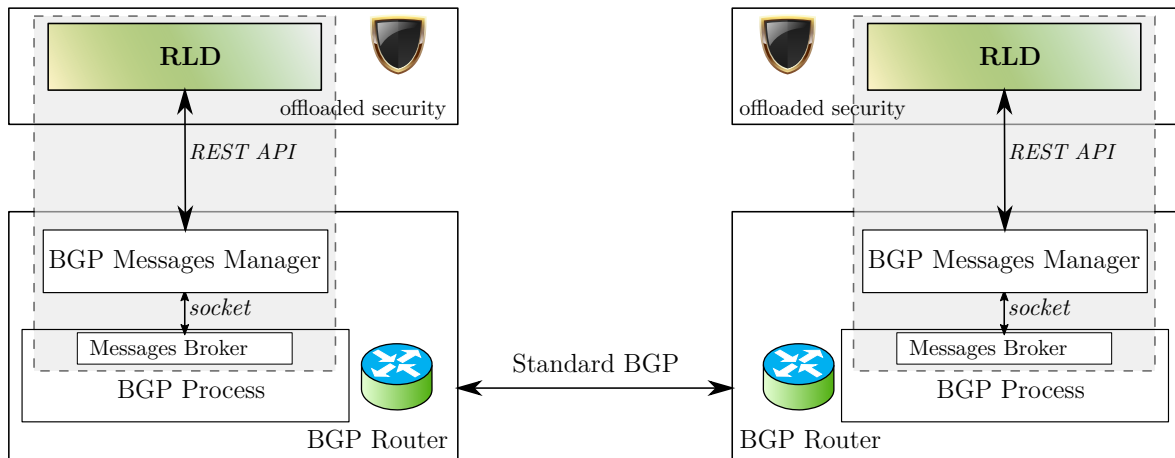 RLD
RLD
offloaded security
offloaded security
REST API
REST API
BGP Messages Manager
BGP Messages Manager
socket
socket
Messages Broker
Messages Broker
Standard BGP
BGP Process
BGP Process
BGP Router
BGP Router